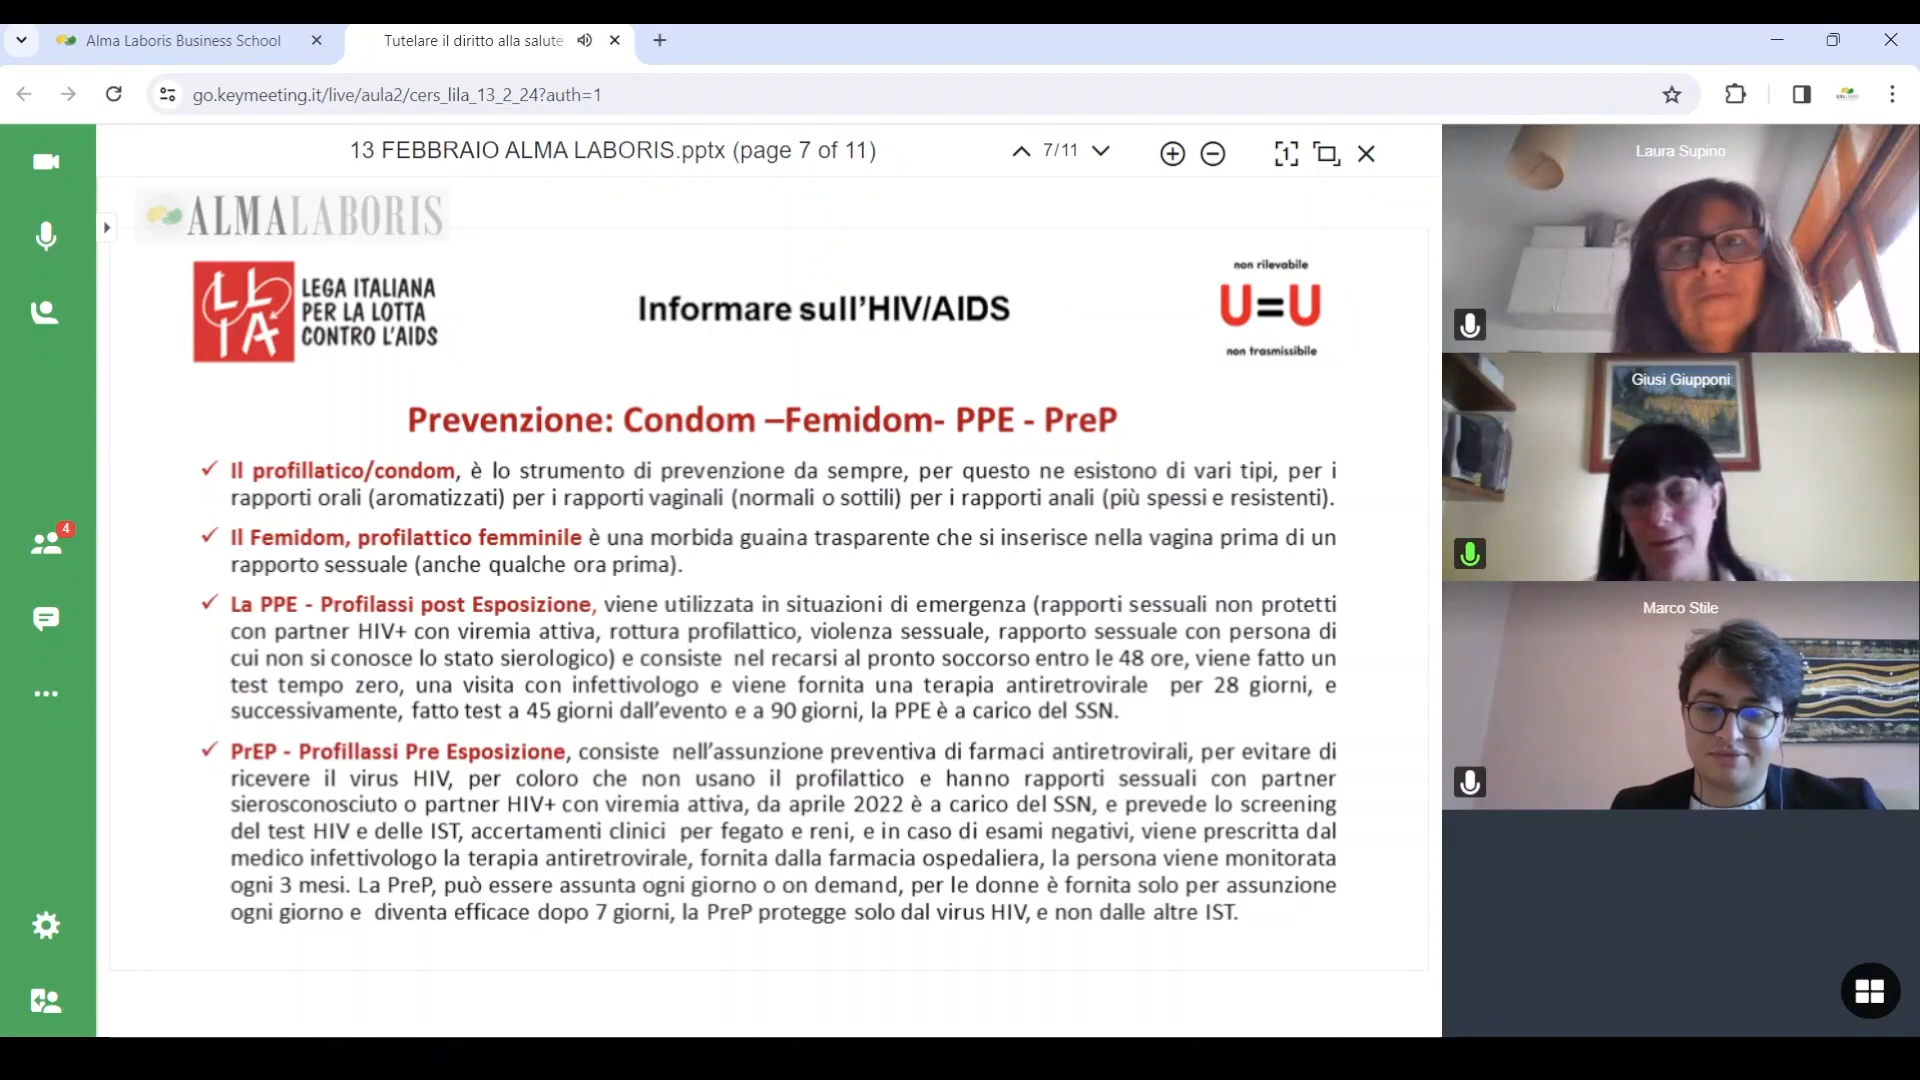 Alma Laboris Business School
Tutelare il diritto alla salute
go.keymeeting.it/live/aula2/cers_lila_13_2_24?auth=1
13 FEBBRAIO ALMA LABORIS.pptx (page 7 of 11)
7/11
1
ALMALABORIS
LILA
LEGA ITALIANA
PER LA LOTTA
CONTRO L'AIDS
Informare sull'HIV/AIDS
non rilevabile
U=U
non trasmissibile
Prevenzione: Condom –Femidom- PPE - PreP
✓ Il profillatico/condom, è lo strumento di prevenzione da sempre, per questo ne esistono di vari tipi, per i
rapporti orali (aromatizzati) per i rapporti vaginali (normali o sottili) per i rapporti anali (più spessi e resistenti).
✓ Il Femidom, profilattico femminile è una morbida guaina trasparente che si inserisce nella vagina prima di un
rapporto sessuale (anche qualche ora prima).
✓ La PPE - Profilassi post Esposizione, viene utilizzata in situazioni di emergenza (rapporti sessuali non protetti
con partner HIV+ con viremia attiva, rottura profilattico, violenza sessuale, rapporto sessuale con persona di
cui non si conosce lo stato sierologico) e consiste nel recarsi al pronto soccorso entro le 48 ore, viene fatto un
test tempo zero, una visita con infettivologo e viene fornita una terapia antiretrovirale per 28 giorni, e
successivamente, fatto test a 45 giorni dall'evento e a 90 giorni, la PPE è a carico del SSN.
✓ PrEP - Profillassi Pre Esposizione, consiste nell'assunzione preventiva di farmaci antiretrovirali, per evitare di
ricevere il virus HIV, per coloro che non usano il profilattico e hanno rapporti sessuali con partner
sierosconosciuto o partner HIV+ con viremia attiva, da aprile 2022 è a carico del SSN, e prevede lo screening
del test HIV e delle IST, accertamenti clinici per fegato e reni, e in caso di esami negativi, viene prescritta dal
medico infettivologo la terapia antiretrovirale, fornita dalla farmacia ospedaliera, la persona viene monitorata
ogni 3 mesi. La PreP, può essere assunta ogni giorno o on demand, per le donne è fornita solo per assunzione
ogni giorno e diventa efficace dopo 7 giorni, la PreP protegge solo dal virus HIV, e non dalle altre IST.
4
Laura Supino
Giusi Giupponi
Marco Stile